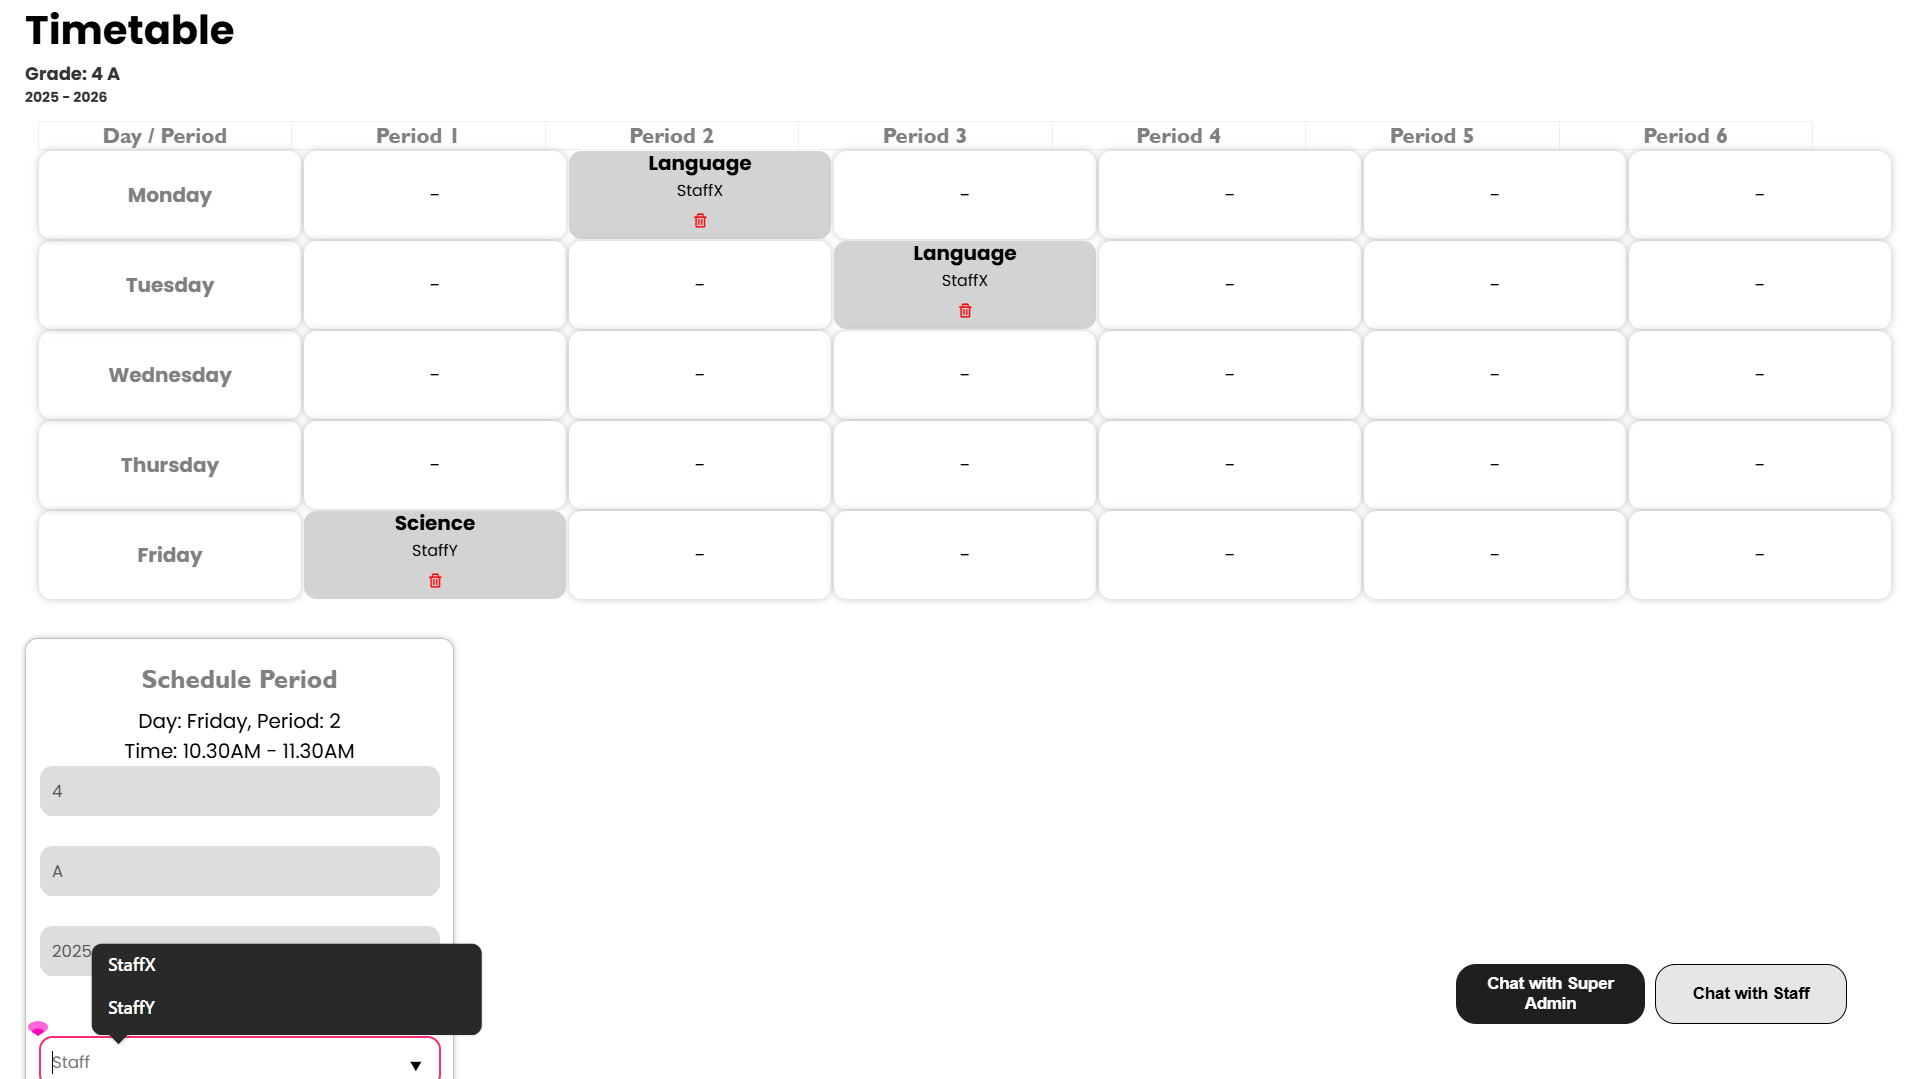 Timetable
Grade: 4 A
2025 - 2026
Day / Period Period 1 Period 2 Period 3 Period 4 Period 5 Period 6
Monday - Language - - - -
StaffX
Tuesday - - Language - - -
StaffX
Wednesday - - - - - -
Thursday - - - - - -
Friday Science - - - - -
StaffY
Schedule Period
Day: Friday, Period: 2
Time: 10.30AM - 11.30AM
4
A
2025
StaffX
StaffY
Staff
Chat with Super
Admin
Chat with Staff